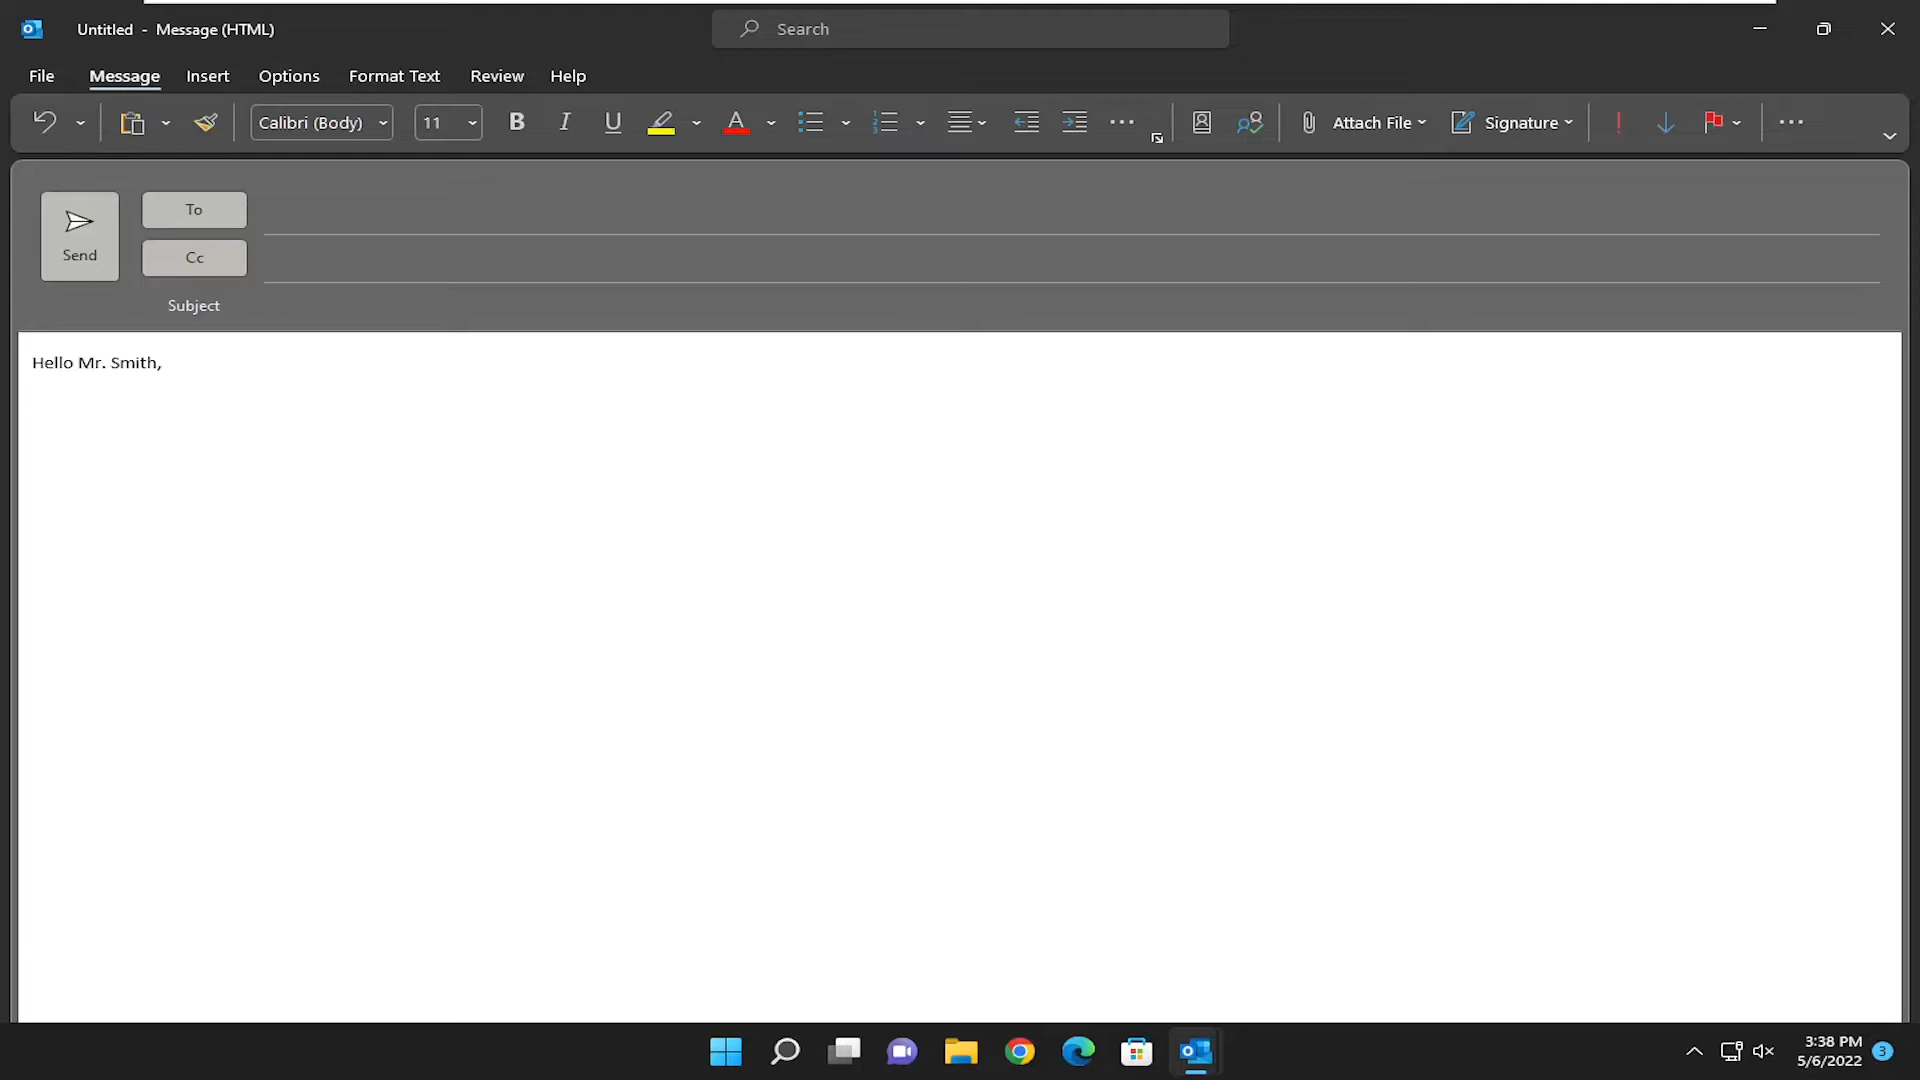 Untitled - Message (HTML)
Search
File Message Insert Options Format Text Review Help
Calibri (Body) 11 B I U A Attach File Signature
To
Send
Cc
Subject
Hello Mr. Smith,
3:38 PM
5/6/2022 3